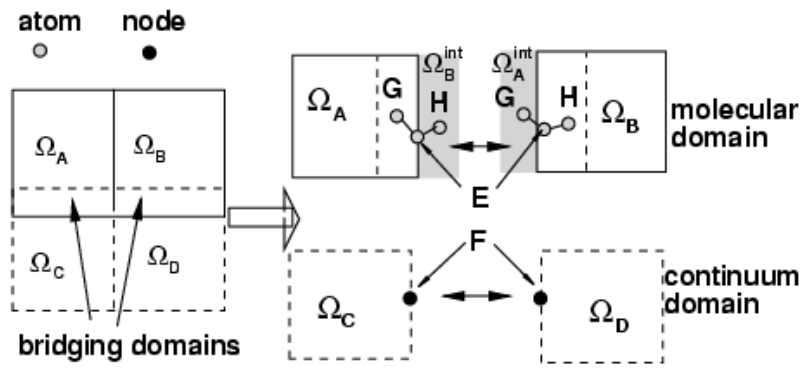 atom node
Ω_A Ω_B
Ω_C Ω_D
bridging domains
Ω_A G H Ω_B^int
Ω_A^int G H Ω_B
molecular domain
E
F
Ω_C Ω_D
continuum domain